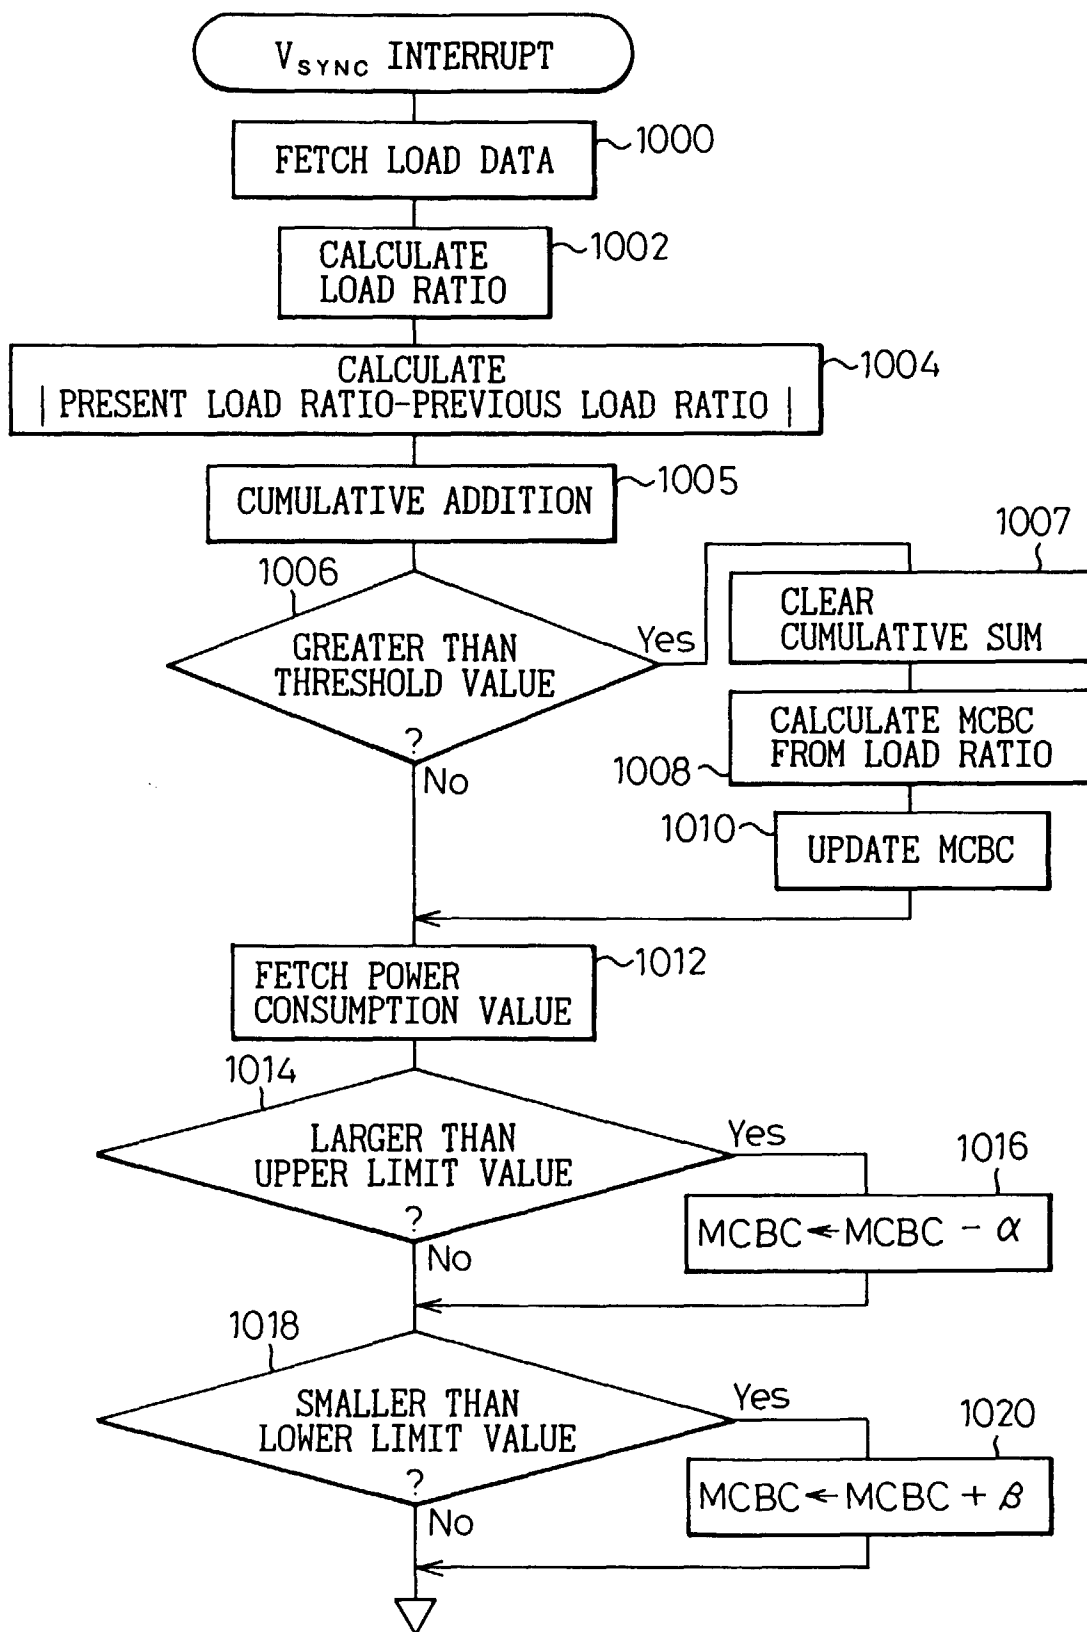 VSYNC INTERRUPT
FETCH LOAD DATA
1000
CALCULATE
LOAD RATIO
1002
CALCULATE
| PRESENT LOAD RATIO-PREVIOUS LOAD RATIO |
1004
CUMULATIVE ADDITION
1005
1006
GREATER THAN
THRESHOLD VALUE
?
Yes
No
1007
CLEAR
CUMULATIVE SUM
CALCULATE MCBC
FROM LOAD RATIO
1008
1010
UPDATE MCBC
FETCH POWER
CONSUMPTION VALUE
1012
1014
LARGER THAN
UPPER LIMIT VALUE
?
Yes
No
1016
MCBC←MCBC - α
1018
SMALLER THAN
LOWER LIMIT VALUE
?
Yes
No
1020
MCBC←MCBC + β